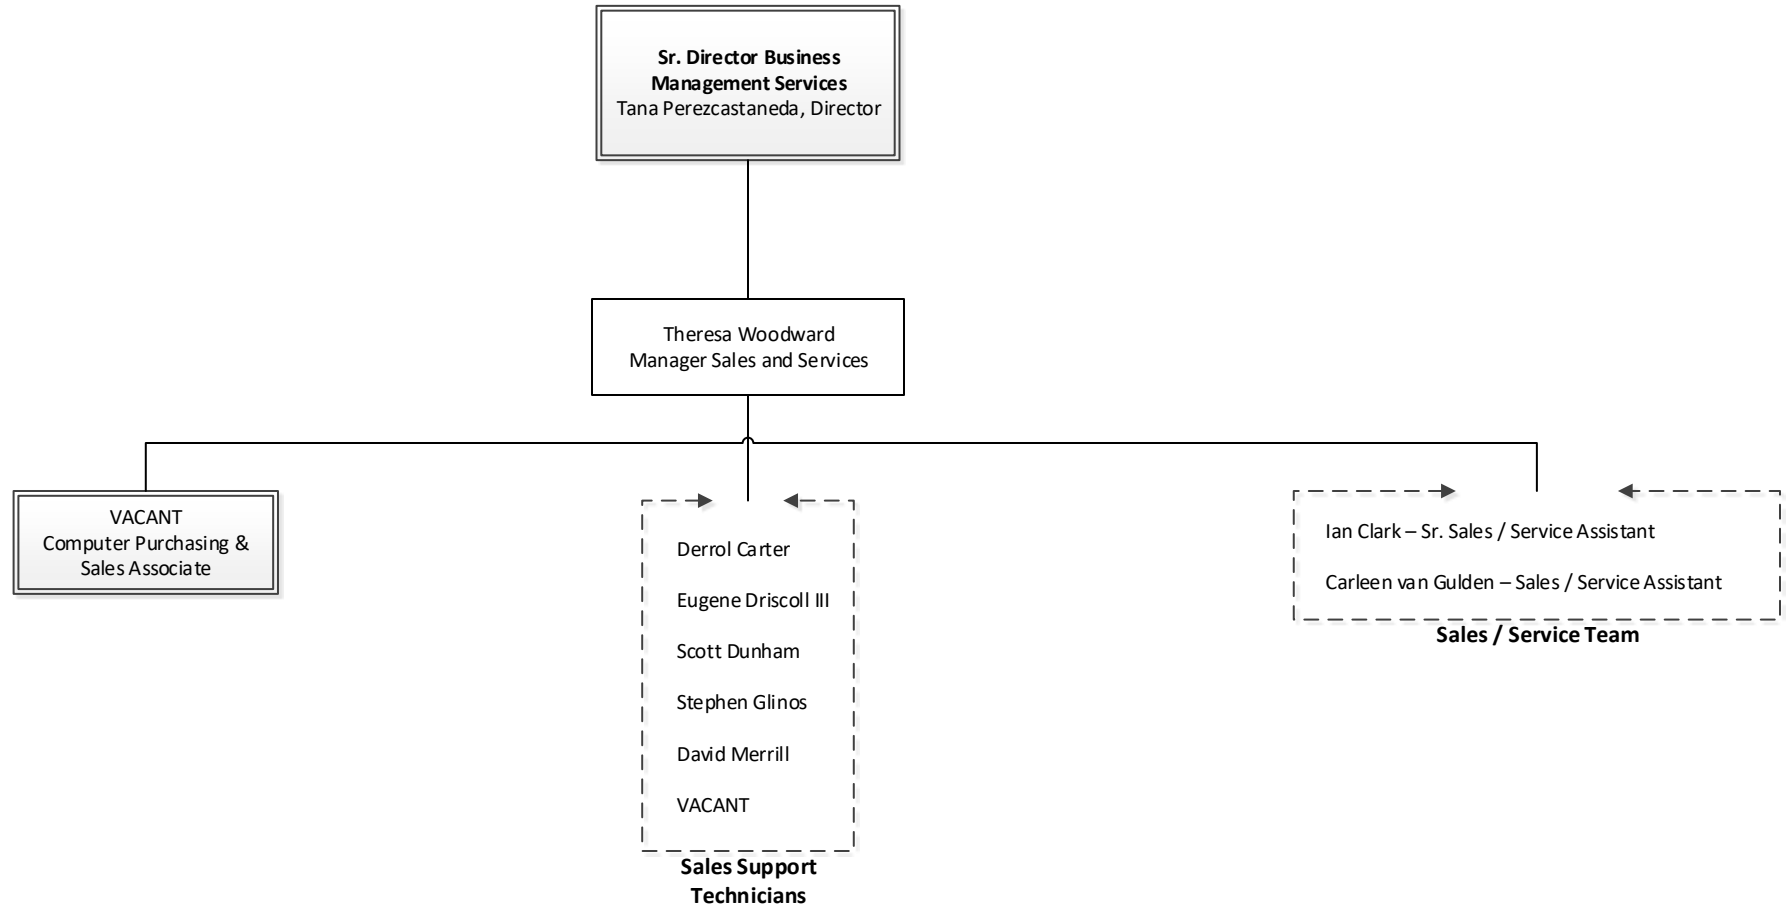 Sr. Director Business
Management Services
Tana Perezcastaneda, Director
Theresa Woodward
Manager Sales and Services
VACANT
Computer Purchasing &
Sales Associate
Derrol Carter
Eugene Driscoll III
Scott Dunham
Stephen Glinos
David Merrill
VACANT
Sales Support
Technicians
Ian Clark – Sr. Sales / Service Assistant
Carleen van Gulden – Sales / Service Assistant
Sales / Service Team